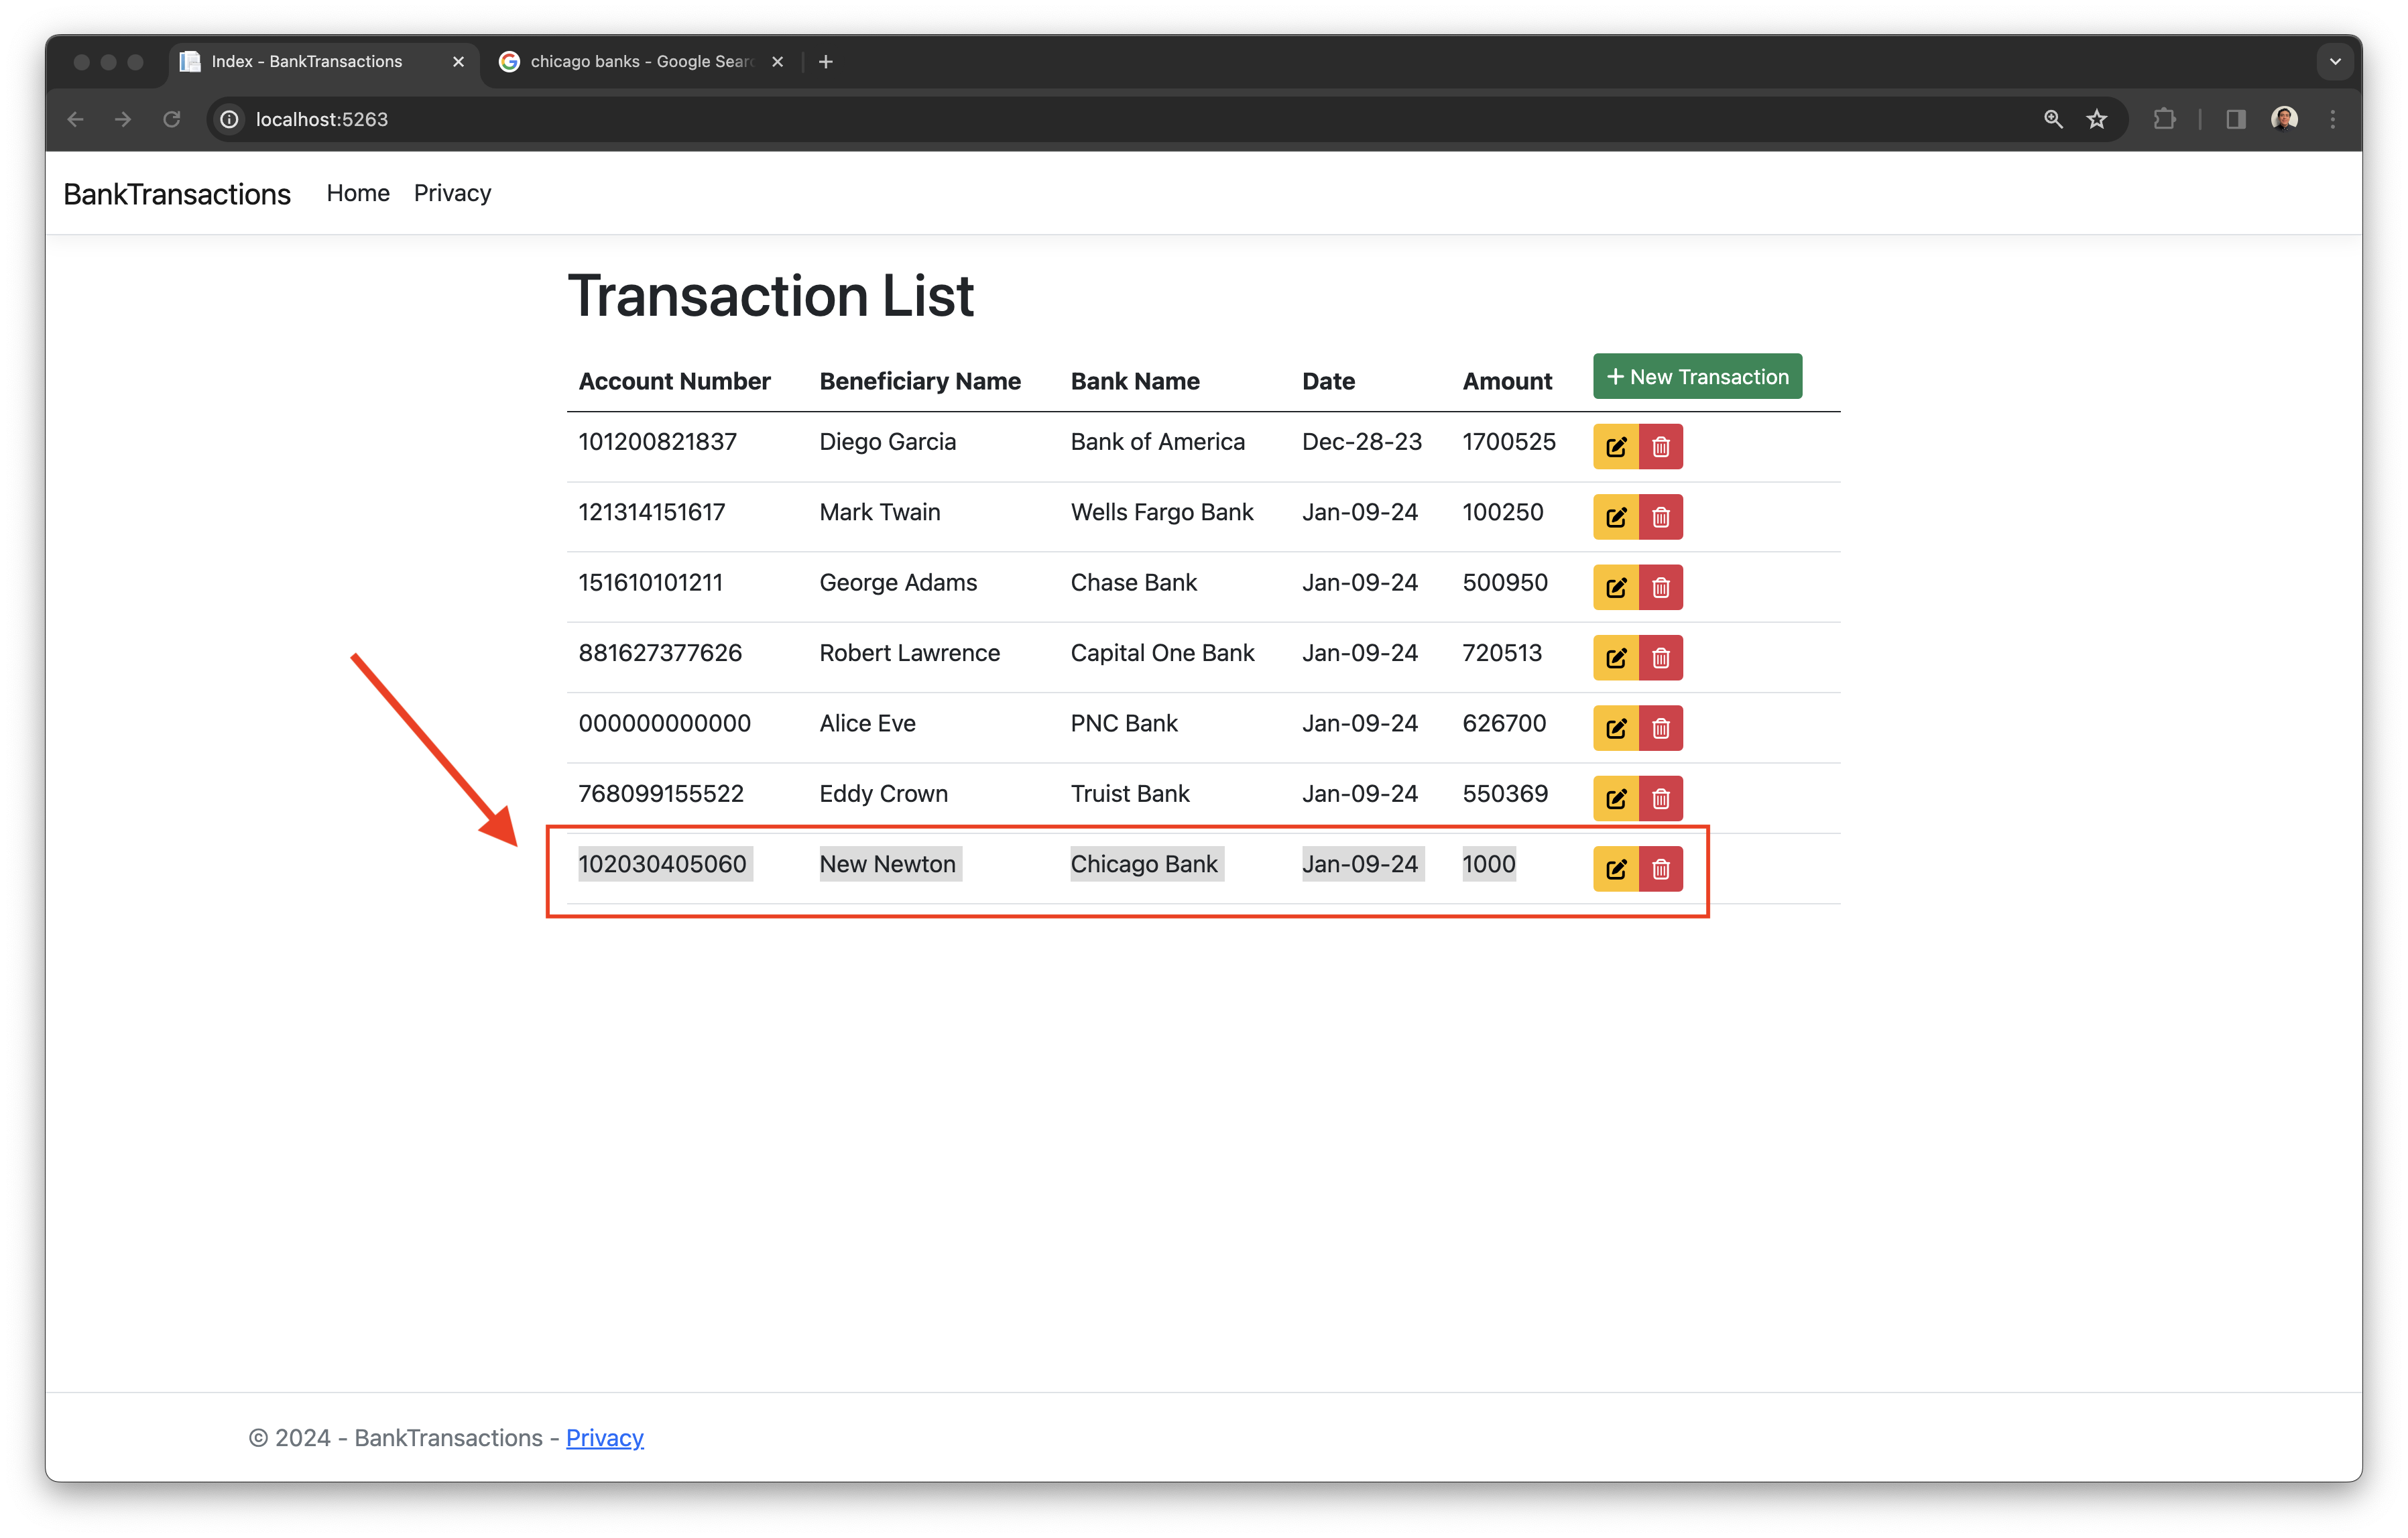 Index - BankTransactions
chicago banks - Google Sear
localhost:5263
BankTransactions Home Privacy
Transaction List
Account Number Beneficiary Name Bank Name Date Amount + New Transaction
101200821837 Diego Garcia Bank of America Dec-28-23 1700525
121314151617 Mark Twain Wells Fargo Bank Jan-09-24 100250
151610101211 George Adams Chase Bank Jan-09-24 500950
881627377626 Robert Lawrence Capital One Bank Jan-09-24 720513
000000000000 Alice Eve PNC Bank Jan-09-24 626700
768099155522 Eddy Crown Truist Bank Jan-09-24 550369
102030405060 New Newton Chicago Bank Jan-09-24 1000
© 2024 - BankTransactions - Privacy